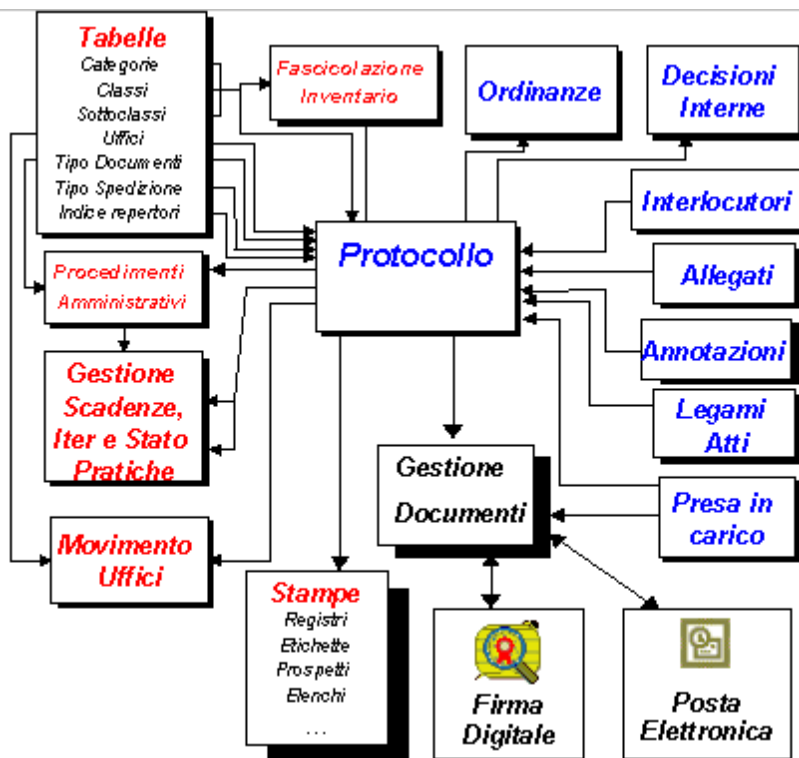 Tabelle
Categorie
Classi
Sottoclassi
Uffici
Tipo Documenti
Tipo Spedizione
Indice repertori
Fascicolazione
Inventario
Ordinanze
Decisioni
Interne
Protocollo
Interlocutori
Allegati
Annotazioni
Legami
Atti
Presa in
carico
Procedimenti
Amministrativi
Gestione
Scadenze,
Iter e Stato
Pratiche
Movimento
Uffici
Gestione
Documenti
Stampe
Registri
Etichette
Prospetti
Elenchi
...
Firma
Digitale
Posta
Elettronica